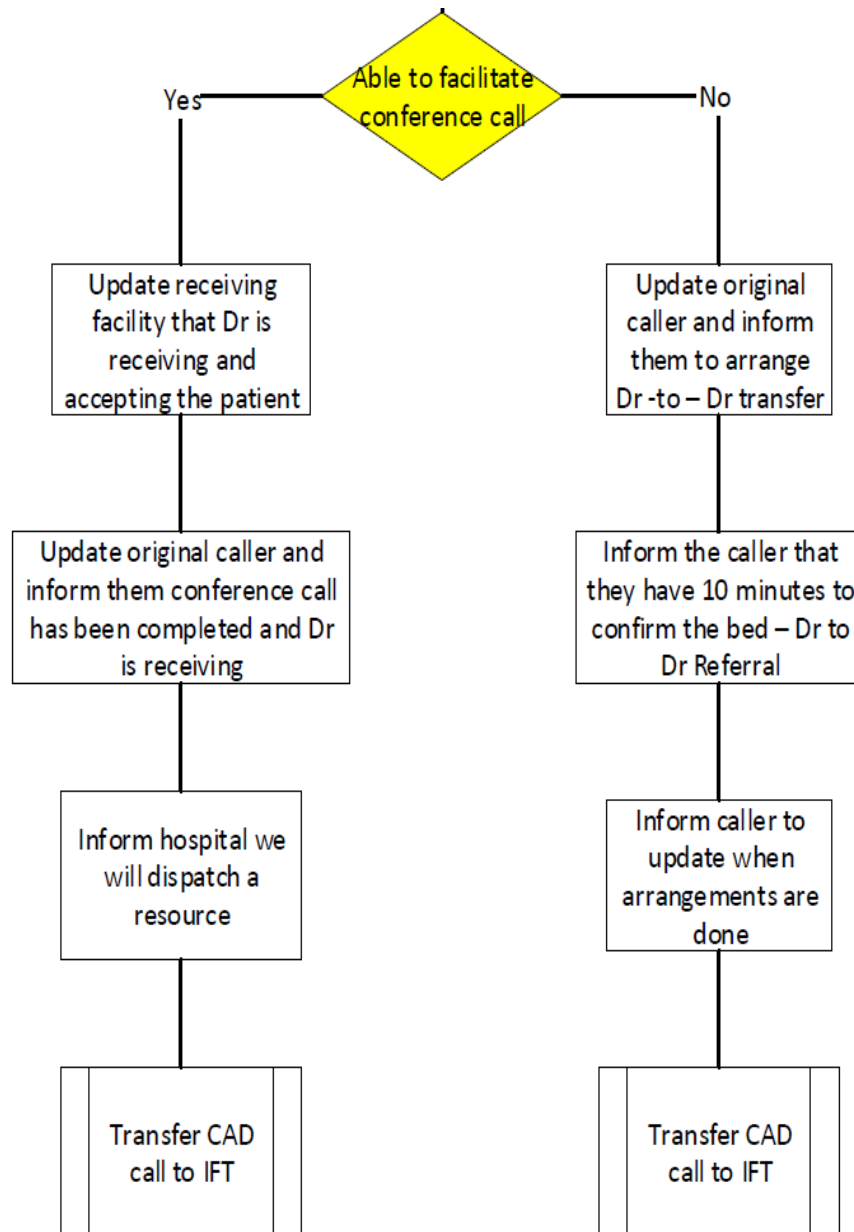 Able to facilitate
conference call
Yes
No
Update receiving
facility that Dr is
receiving and
accepting the patient
Update original
caller and inform
them to arrange
Dr -to – Dr transfer
Update original caller and
inform them conference call
has been completed and Dr
is receiving
Inform the caller that
they have 10 minutes to
confirm the bed – Dr to
Dr Referral
Inform hospital we
will dispatch a
resource
Inform caller to
update when
arrangements are
done
Transfer CAD
call to IFT
Transfer CAD
call to IFT